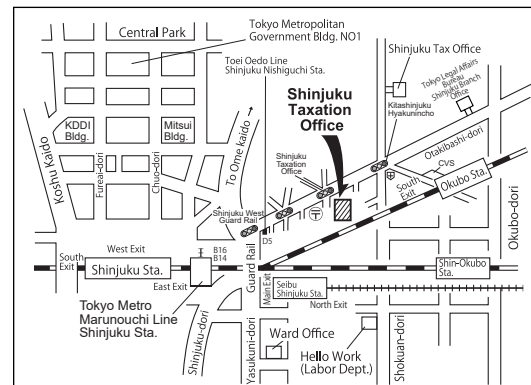 Central Park
Tokyo Metropolitan
Government Bldg. NO1
Toei Oedo Line
Shinjuku Nishiguchi Sta.
Shinjuku Tax Office
Tokyo Legal Affairs
Bureau
Shinjuku Branch
Office
Shinjuku
Taxation
Office
Kitashinjuku
Hyakunincho
KDDI
Bldg.
Mitsui
Bldg.
Koshu Kaido
Fureai-dori
Chuo-dori
To Ome kaido →
Shinjuku
Taxation
Office
Otakibashi-dori
CVS
South
Exit
Okubo Sta.
Okubo-dori
Shinjuku West
Guard Rail
D5
South
Exit
West Exit
B16
B14
Shinjuku Sta.
East Exit
Guard Rail
Shin-Okubo
Sta.
Main Exit
Seibu
Shinjuku Sta.
North Exit
Tokyo Metro
Marunouchi Line
Shinjuku Sta.
Shinjuku-dori
Yasukuni-dori
Ward Office
Hello Work
(Labor Dept.)
Shokuan-dori